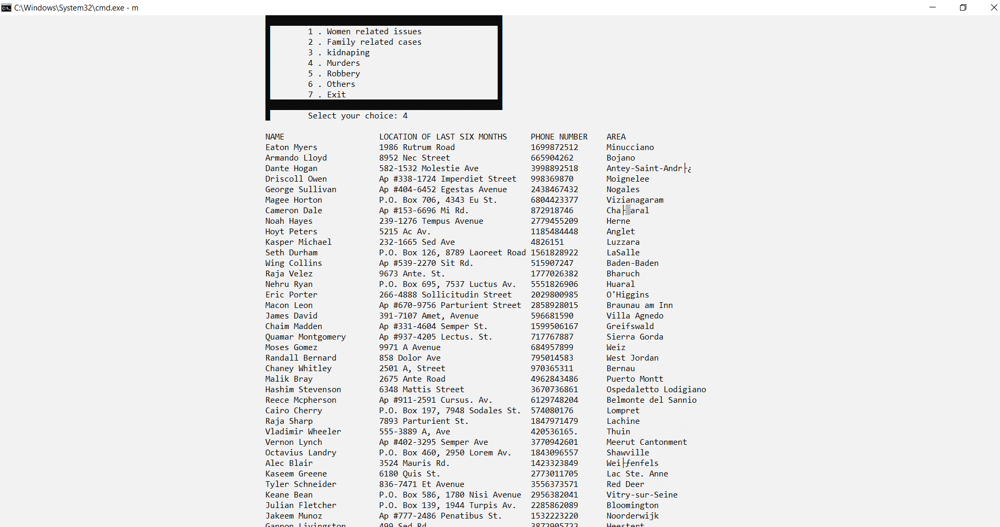 C:\Windows\System32\cmd.exe - m
1 . Women related issues
2 . Family related cases
3 . kidnaping
4 . Murders
5 . Robbery
6 . Others
7 . Exit
Select your choice: 4
NAME LOCATION OF LAST SIX MONTHS PHONE NUMBER AREA
Eaton Myers 1986 Rutrum Road 1699872512 Minucciano
Armando Lloyd 8952 Nec Street 665904262 Bojano
Dante Hogan 582-1532 Molestie Ave 3998892518 Antey-Saint-Andr├¿
Driscoll Owen Ap #338-1724 Imperdiet Street 998369870 Moignelee
George Sullivan Ap #404-6452 Egestas Avenue 2438467432 Nogales
Magee Horton P.O. Box 706, 4343 Eu St. 6804423377 Vizianagaram
Cameron Dale Ap #153-6696 Mi Rd. 872918746 Cha├▒aral
Noah Hayes 239-1276 Tempus Avenue 2779455209 Herne
Hoyt Peters 5215 Ac Av. 1185484448 Anglet
Kasper Michael 232-1665 Sed Ave 4826151 Luzzara
Seth Durham P.O. Box 126, 8789 Laoreet Road 1561828922 LaSalle
Wing Collins Ap #539-2270 Sit Rd. 515907247 Baden-Baden
Raja Velez 9673 Ante. St. 1777026382 Bharuch
Nehru Ryan P.O. Box 695, 7537 Luctus Av. 5551826906 Huaral
Eric Porter 266-4888 Sollicitudin Street 2029800985 O'Higgins
Macon Leon Ap #670-9756 Parturient Street 2858928015 Braunau am Inn
James David 391-7107 Amet, Avenue 596681590 Villa Agnedo
Chaim Madden Ap #331-4604 Semper St. 1599506167 Greifswald
Quamar Montgomery Ap #937-4205 Lectus. St. 717767887 Sierra Gorda
Moses Gomez 9971 A Avenue 684957899 Weiz
Randall Bernard 858 Dolor Ave 795014583 West Jordan
Chaney Whitley 2501 A, Street 970365311 Bernau
Malik Bray 2675 Ante Road 4962843486 Puerto Montt
Hashim Stevenson 6348 Mattis Street 3670736861 Ospedaletto Lodigiano
Reece Mcpherson Ap #911-2591 Cursus. Av. 6129748204 Belmonte del Sannio
Cairo Cherry P.O. Box 197, 7948 Sodales St. 574080176 Lompret
Raja Sharp 7893 Parturient St. 1847971479 Lachine
Vladimir Wheeler 555-3889 A, Ave 420536165. Thuin
Vernon Lynch Ap #402-3295 Semper Ave 3770942601 Meerut Cantonment
Octavius Landry P.O. Box 460, 2950 Lorem Av. 1843096557 Shawville
Alec Blair 3524 Mauris Rd. 1423323849 Wei├ƒenfels
Kaseem Greene 6180 Quis St. 2773011705 Lac Ste. Anne
Tyler Schneider 836-7471 Et Avenue 3556373571 Red Deer
Keane Bean P.O. Box 586, 1780 Nisi Avenue 2956382041 Vitry-sur-Seine
Julian Fletcher P.O. Box 139, 1944 Turpis Av. 2285862089 Bloomington
Jakeem Munoz Ap #777-2486 Penatibus St. 1532223220 Noorderwijk
Gannon Livingston 499 Sed Rd. 3872905722 Heestert